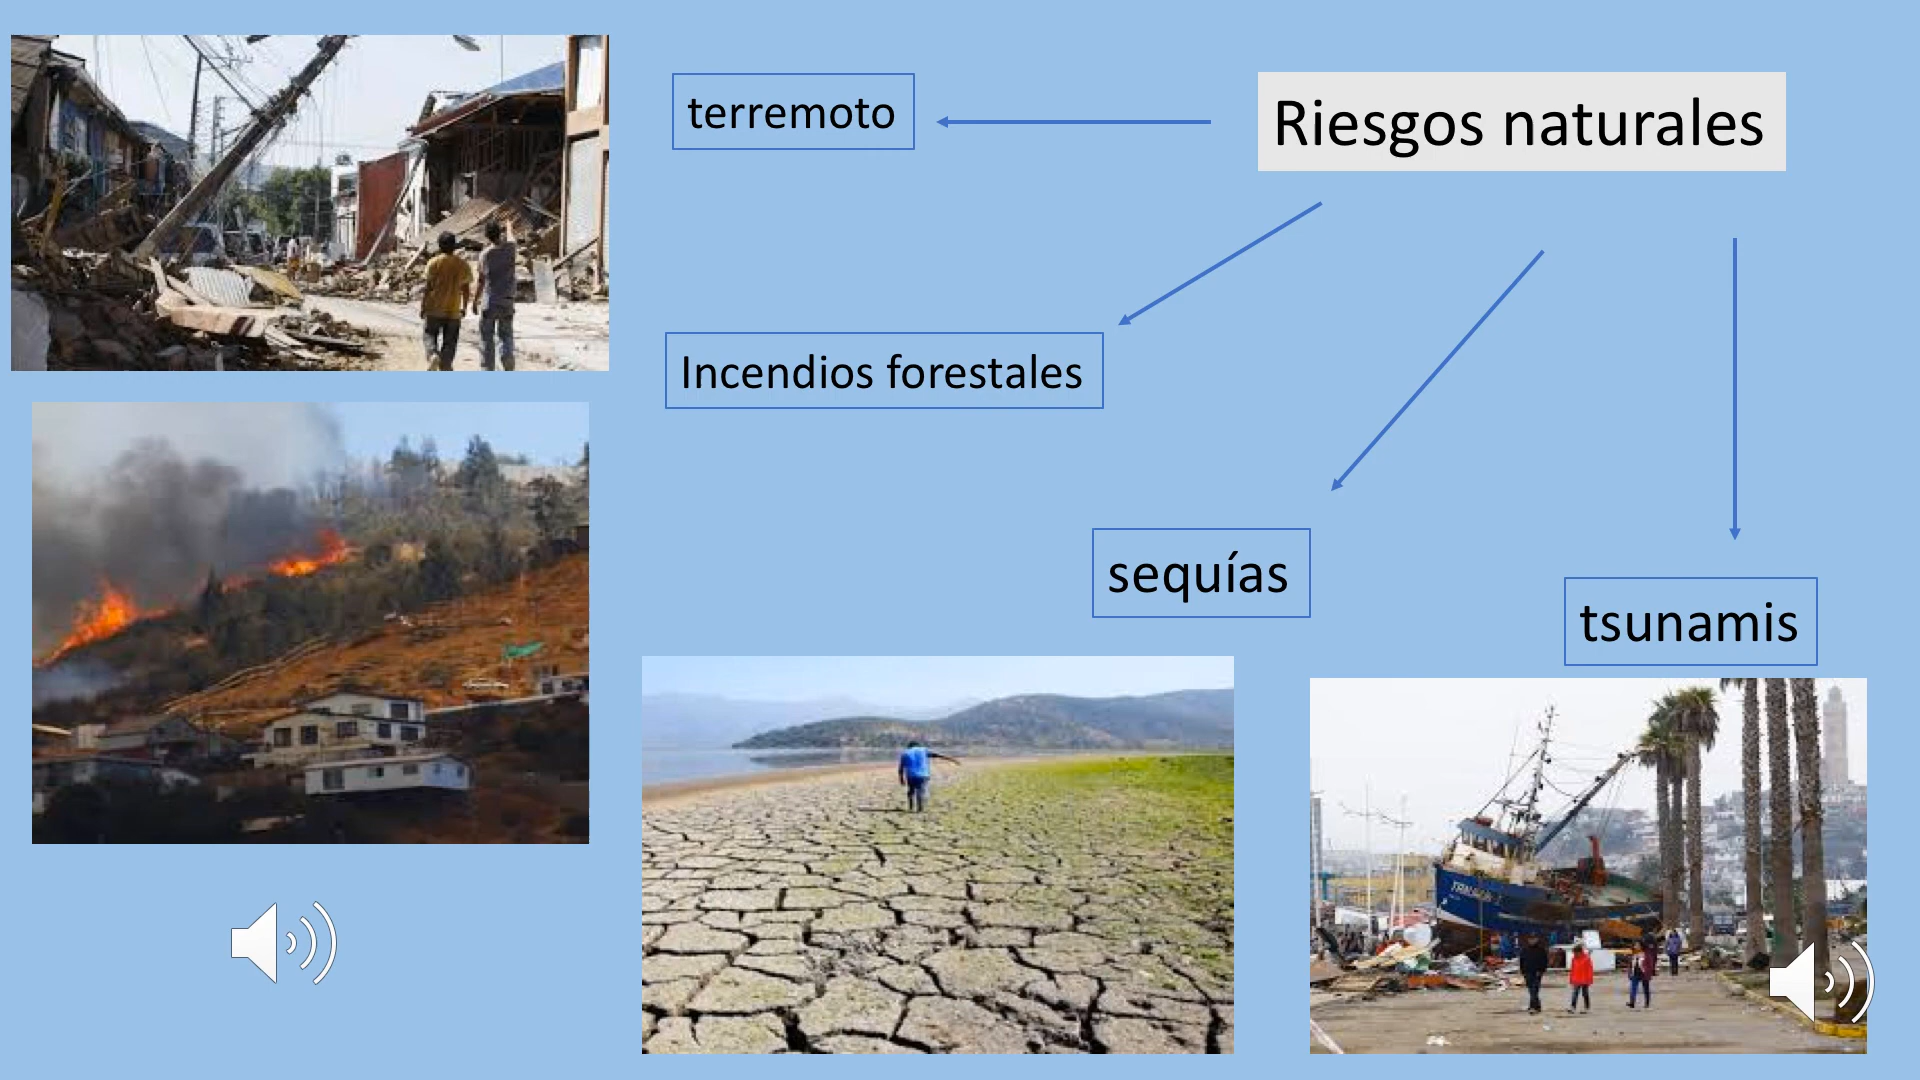 Riesgos naturales
terremoto
Incendios forestales
sequías
tsunamis